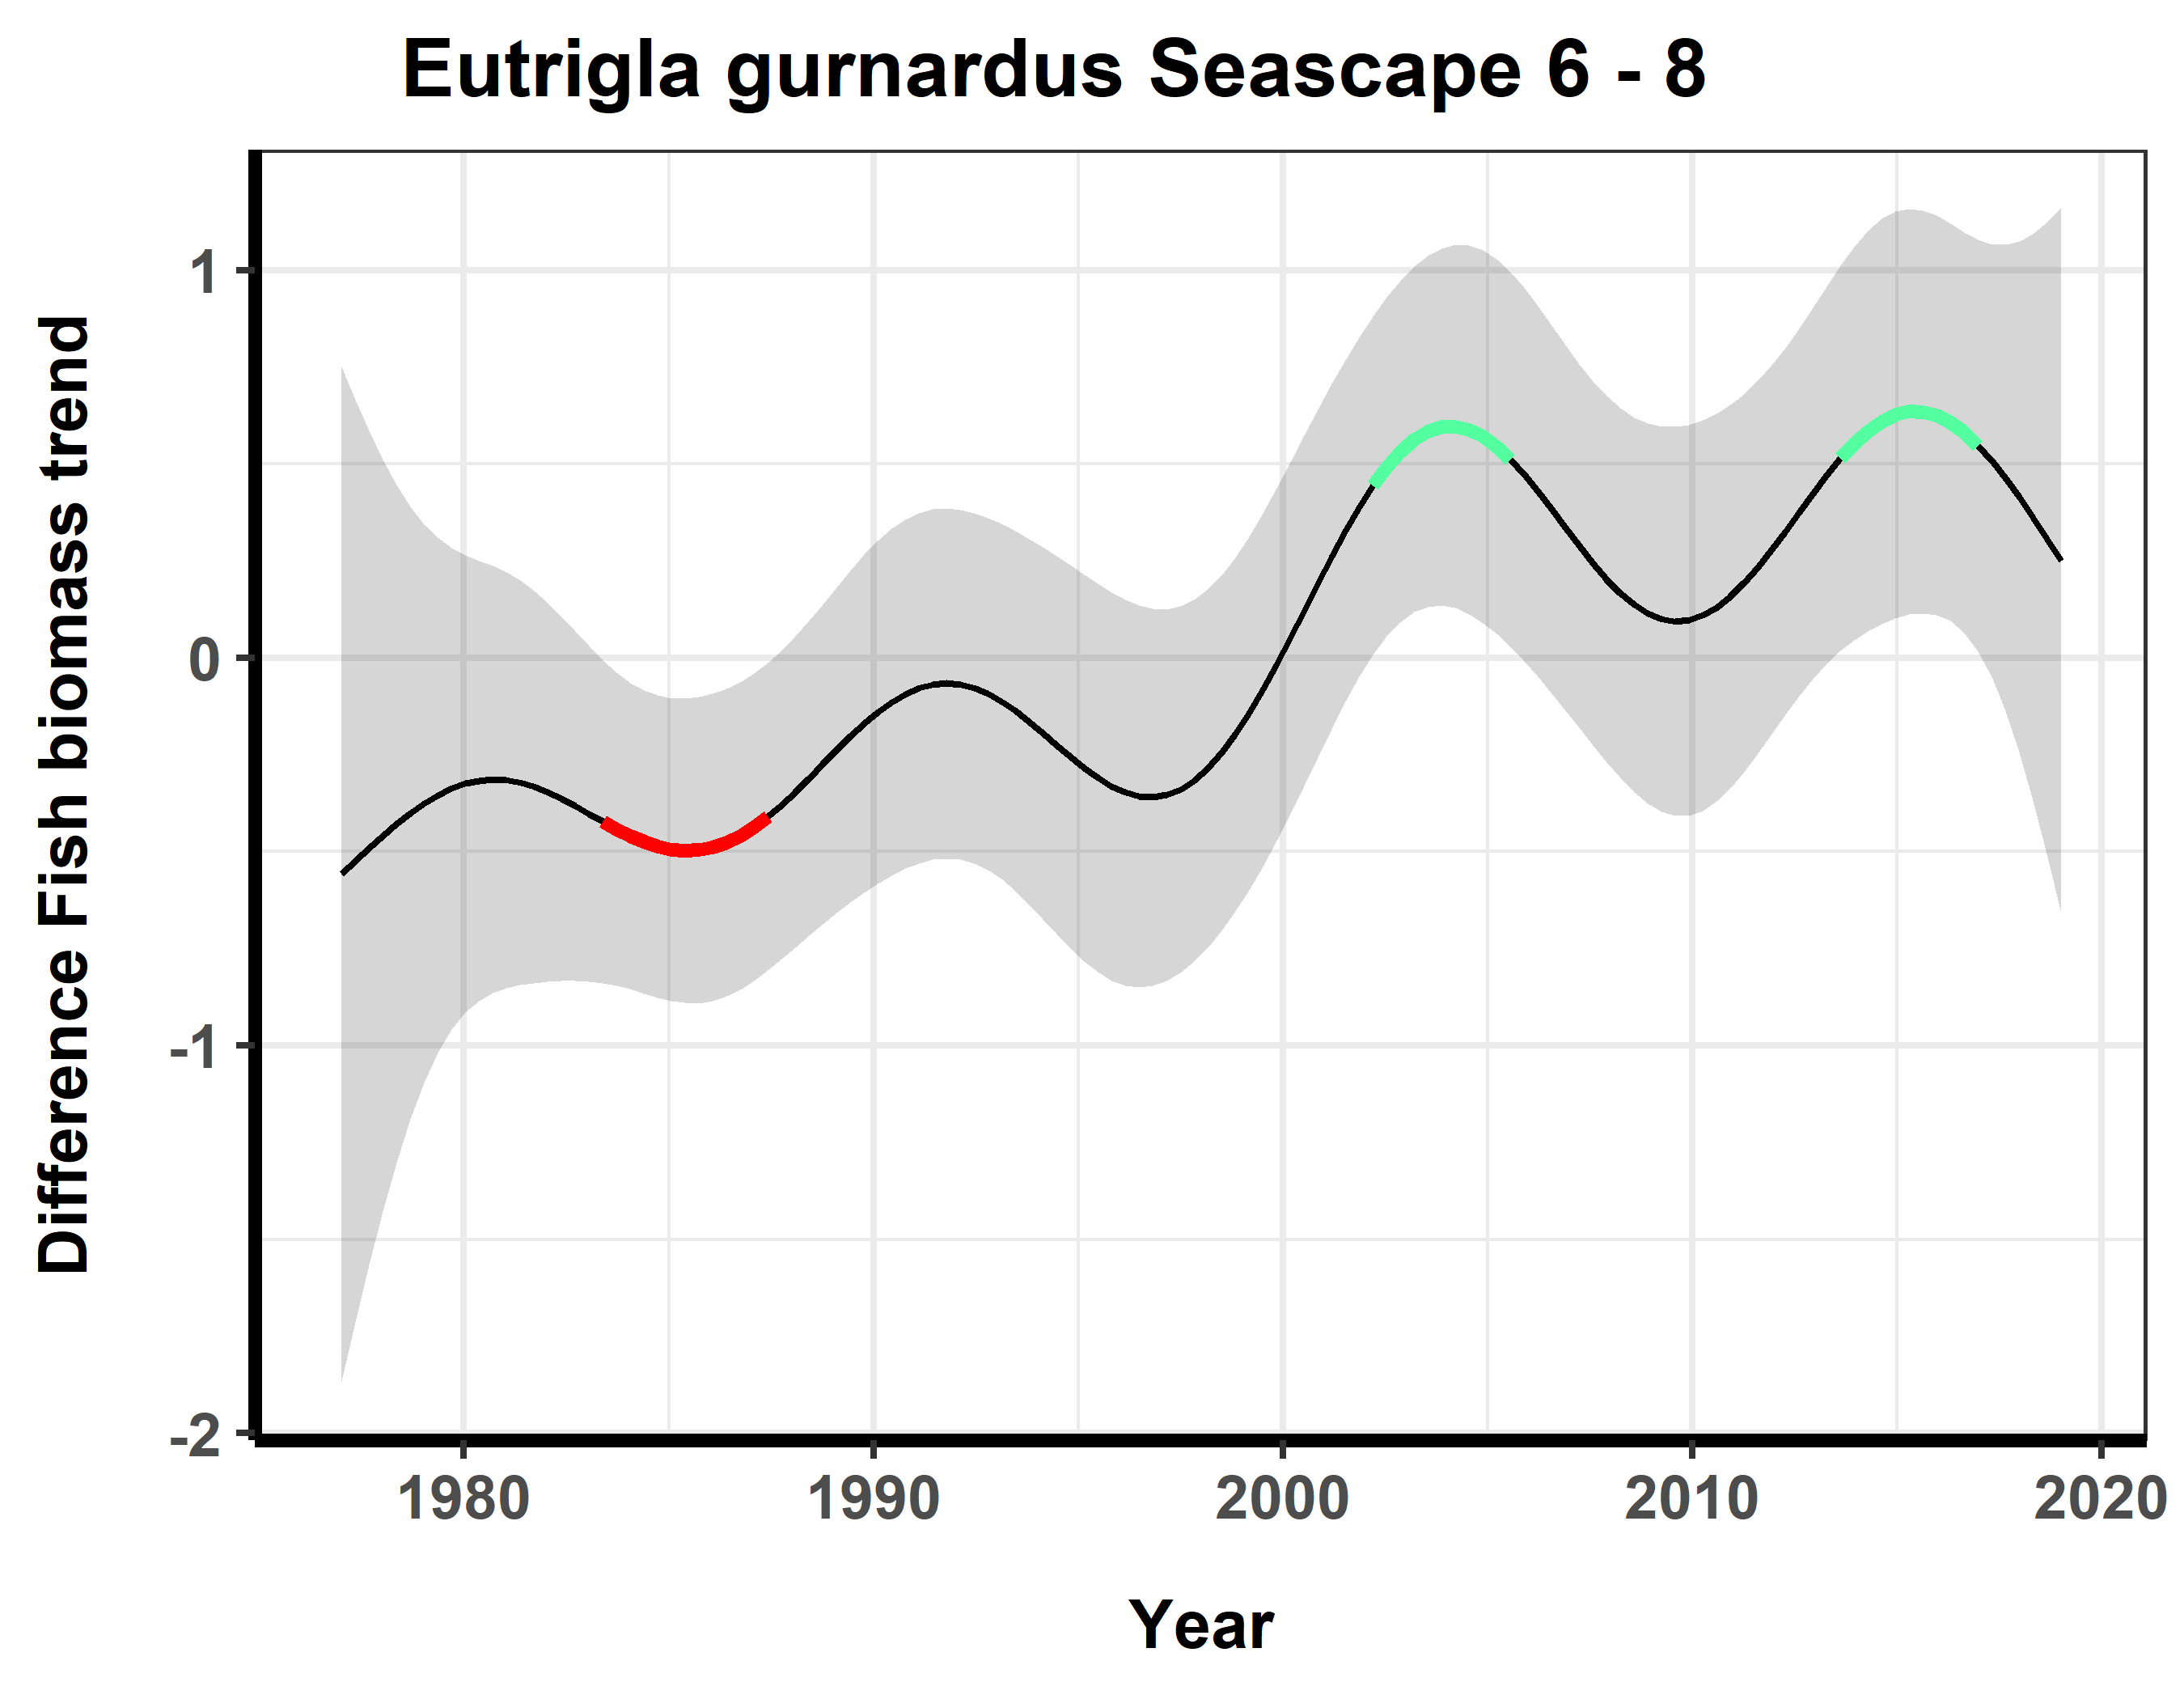 Eutrigla gurnardus Seascape 6 - 8
Difference Fish biomass trend
1
0
-1
-2
1980 1990 2000 2010 2020
Year